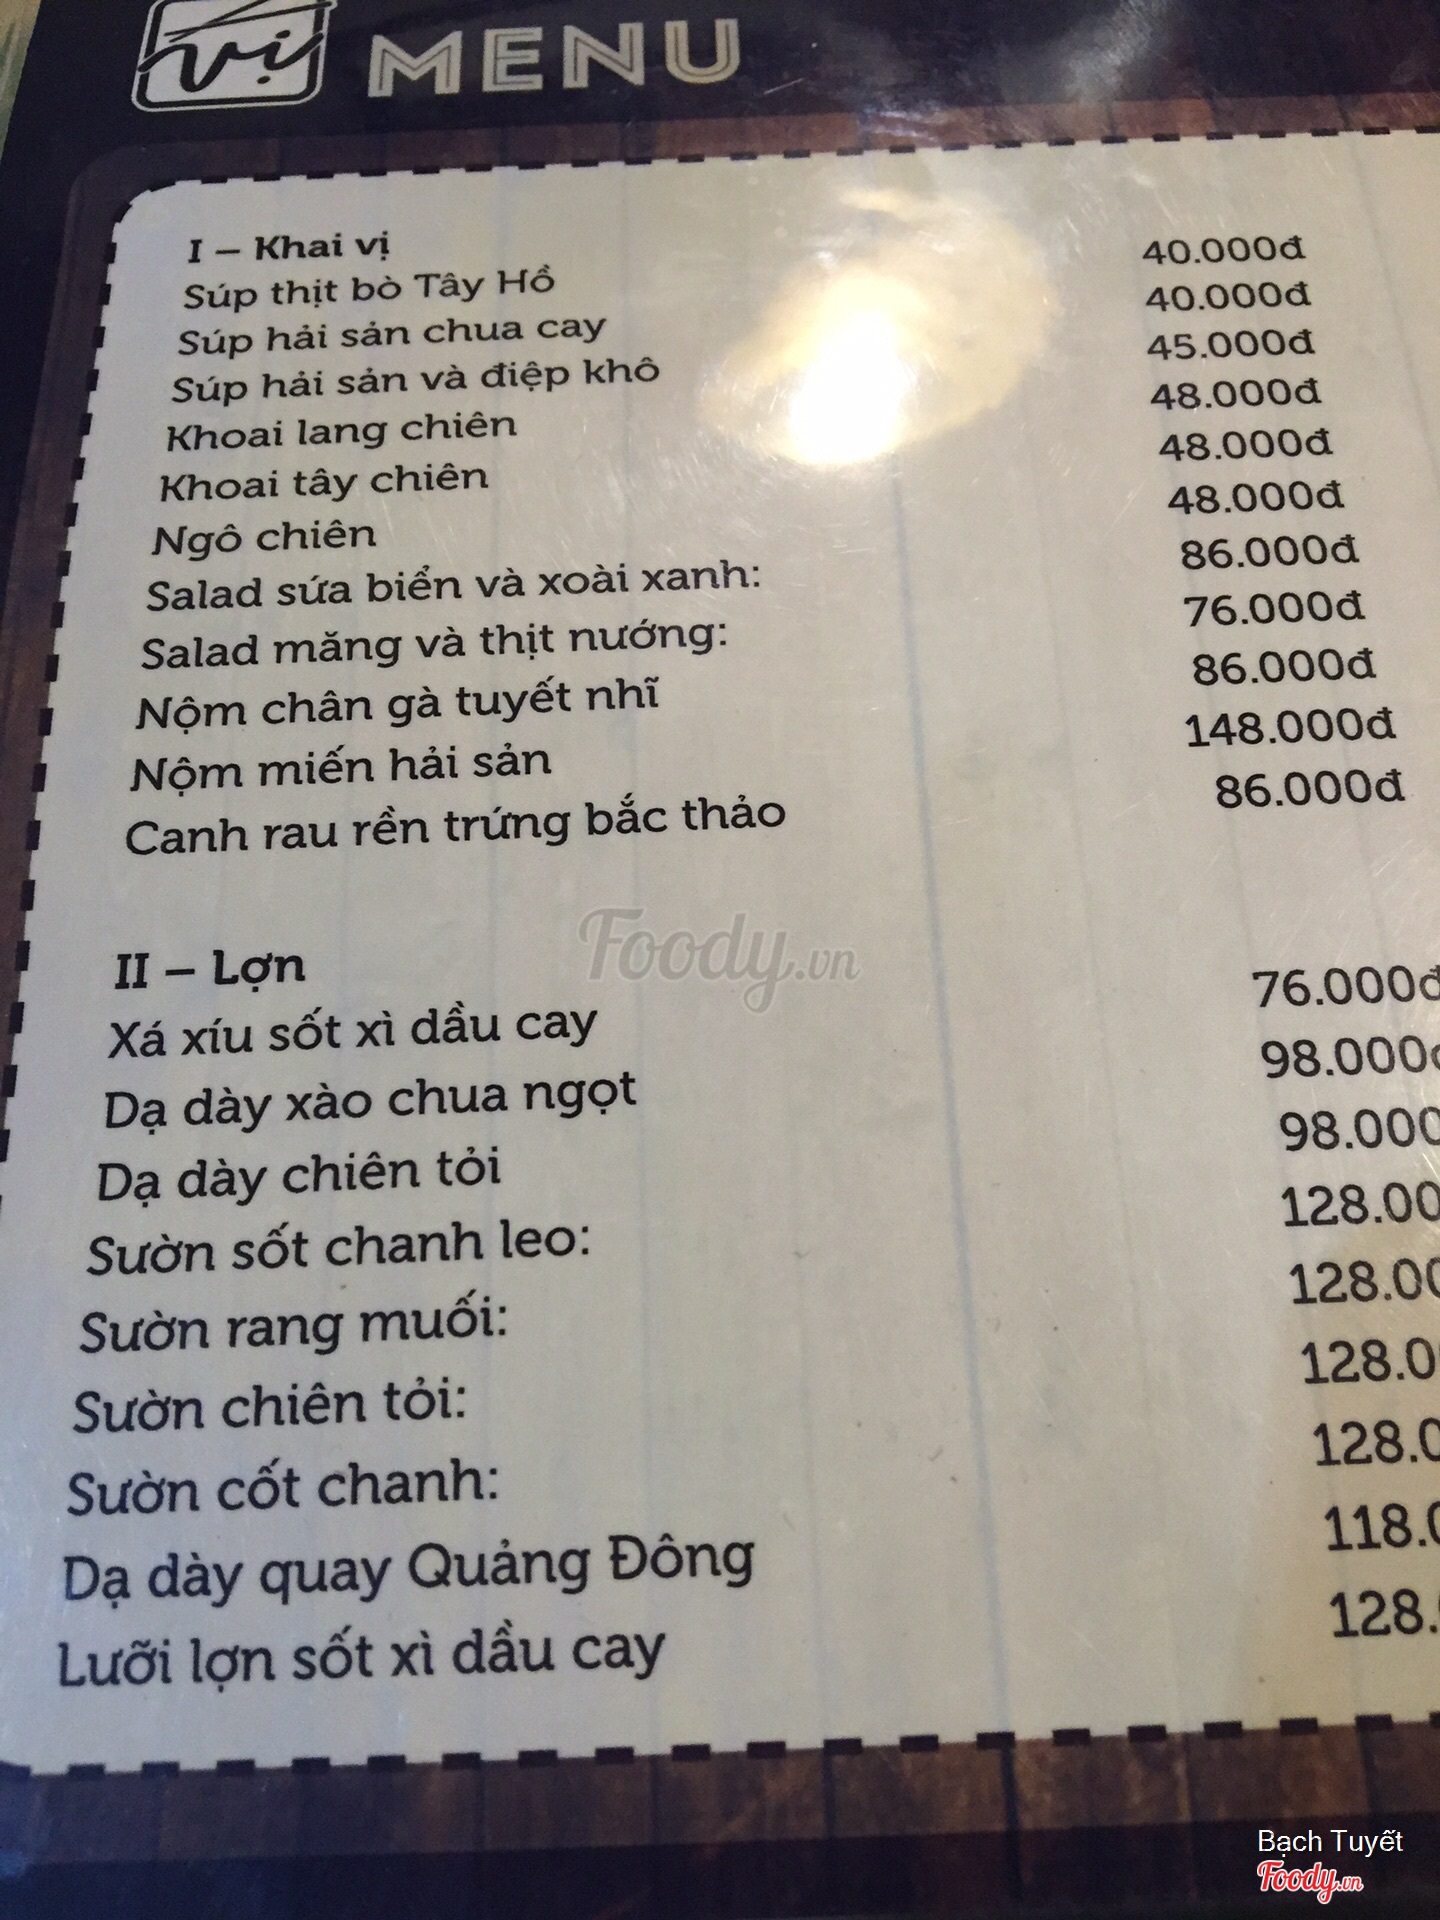 Vị MENU
I – Khai vị
Súp thịt bò Tây Hồ 40.000đ
Súp hải sản chua cay 40.000đ
Súp hải sản và điệp khô 45.000đ
Khoai lang chiên 48.000đ
Khoai tây chiên 48.000đ
Ngô chiên 48.000đ
Salad sứa biển và xoài xanh: 86.000đ
Salad măng và thịt nướng: 76.000đ
Nộm chân gà tuyết nhĩ 86.000đ
Nộm miến hải sản 148.000đ
Canh rau rền trứng bắc thảo 86.000đ
Foody.vn
II – Lợn
Xá xíu sốt xì dầu cay 76.000đ
Dạ dày xào chua ngọt 98.000đ
Dạ dày chiên tỏi 98.000
Sườn sốt chanh leo: 128.00
Sườn rang muối: 128.00
Sườn chiên tỏi: 128.0
Sườn cốt chanh: 128.0
Dạ dày quay Quảng Đông 118.0
Lưỡi lợn sốt xì dầu cay 128.
Bạch Tuyết
Foody.vn